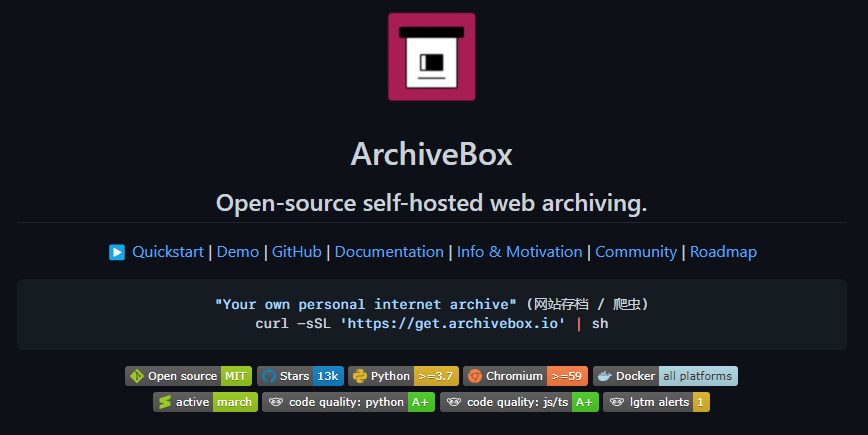 ArchiveBox
Open-source self-hosted web archiving.
Quickstart | Demo | GitHub | Documentation | Info & Motivation | Community | Roadmap
"Your own personal internet archive" (网站存档 / 爬虫)
curl -sSL 'https://get.archivebox.io' | sh
Open source MIT Stars 13k Python >=3.7 Chromium >=59 Docker all platforms
active march code quality: python A+ code quality: js/ts A+ lgtm alerts 1